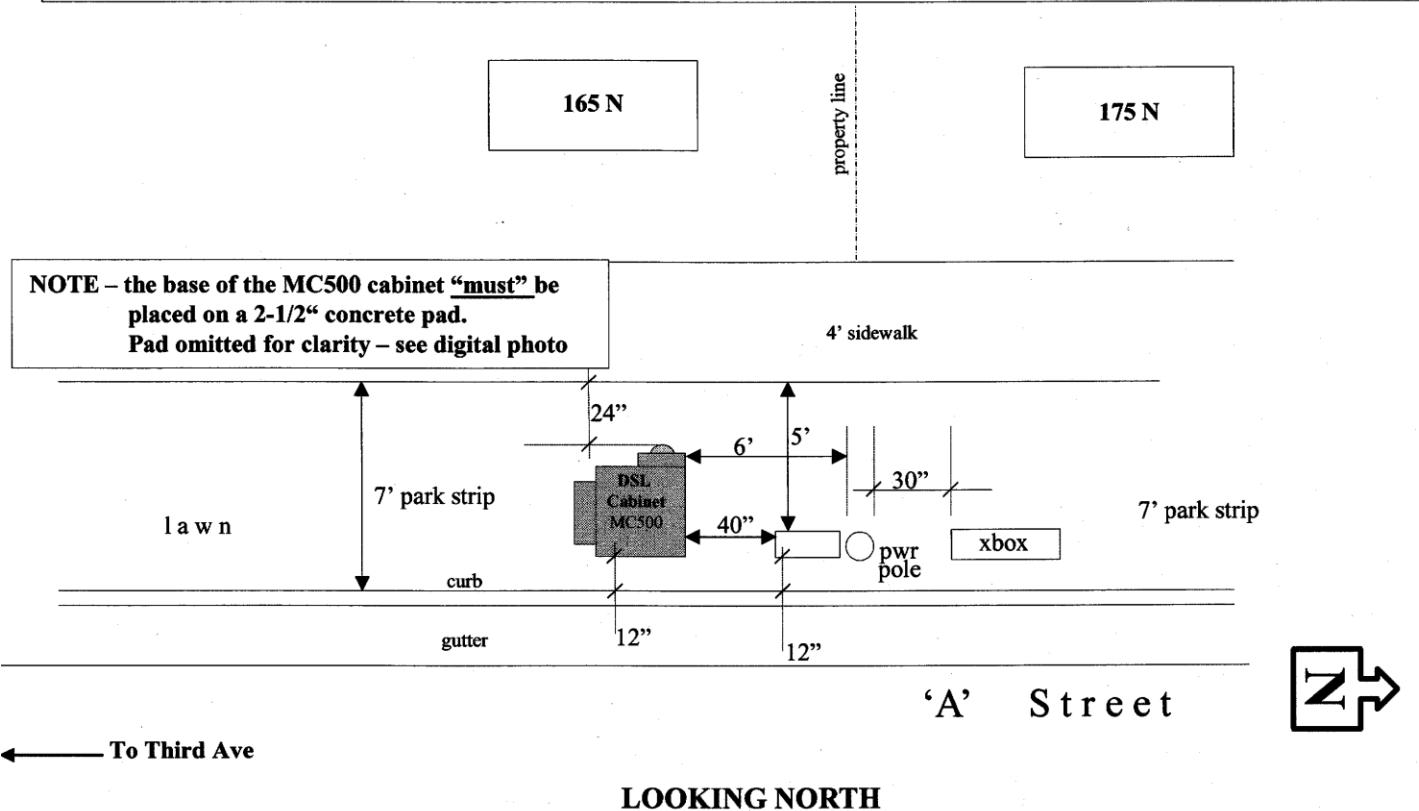 165 N
175 N
property line
NOTE – the base of the MC500 cabinet “must” be
placed on a 2-1/2“ concrete pad.
Pad omitted for clarity – see digital photo
4’ sidewalk
24”
6’
5’
30”
DSL
Cabinet
MC500
7’ park strip
lawn
40”
pwr
pole
xbox
7’ park strip
curb
gutter
12”
12”
‘A’ Street
N
To Third Ave
LOOKING NORTH